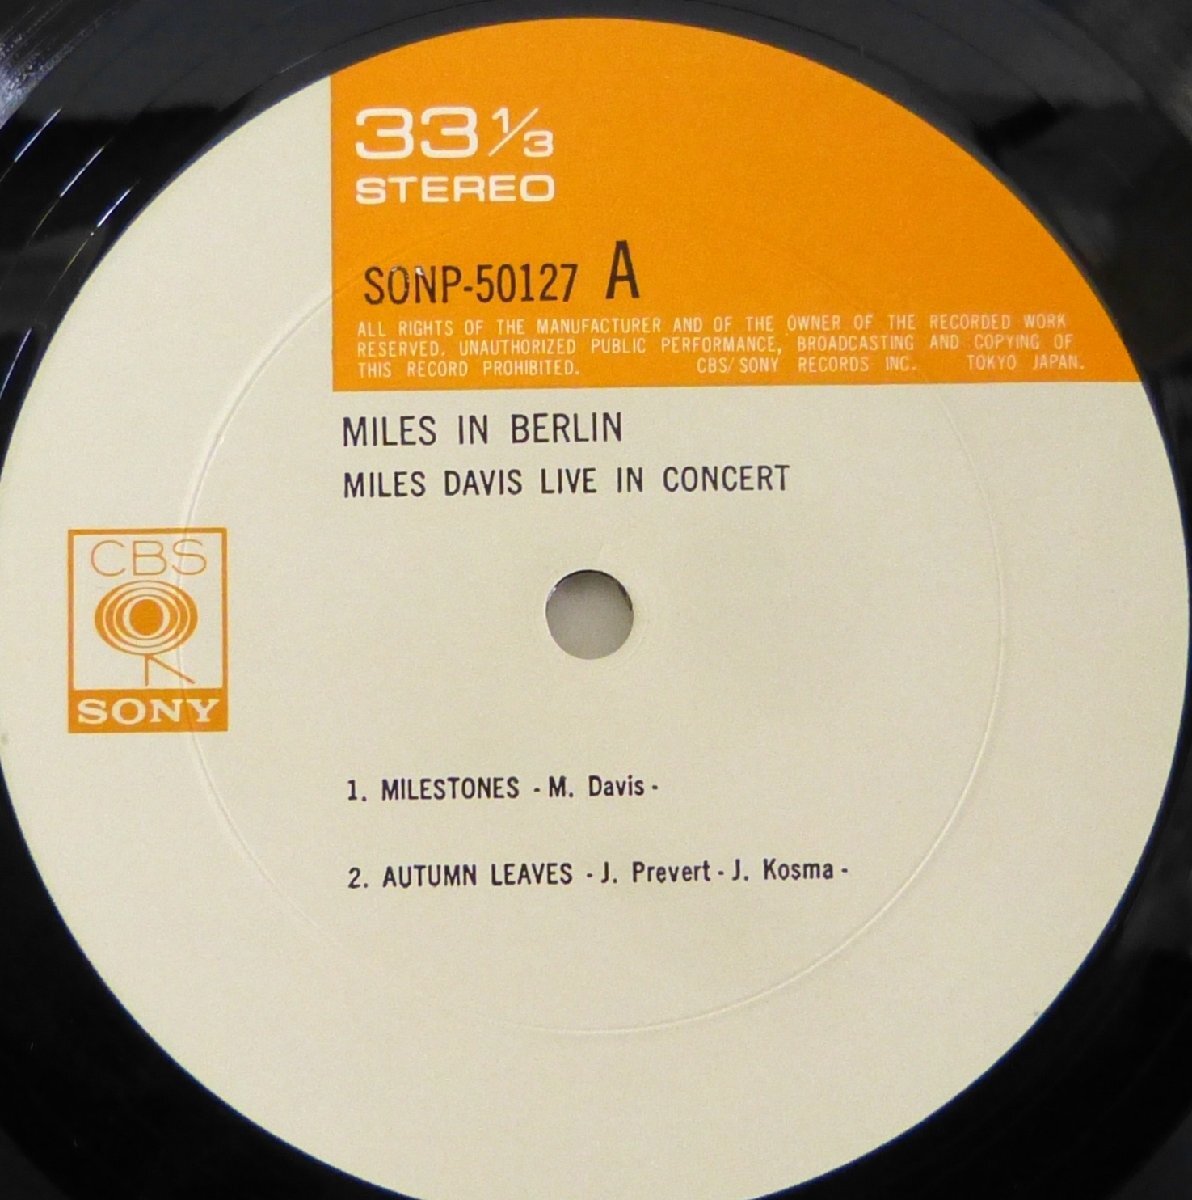 33 1/3
STEREO
SONP-50127 A
ALL RIGHTS OF THE MANUFACTURER AND OF THE OWNER OF THE RECORDED WORK
RESERVED. UNAUTHORIZED PUBLIC PERFORMANCE, BROADCASTING AND COPYING OF
THIS RECORD PROHIBITED. CBS/SONY RECORDS INC. TOKYO JAPAN.
MILES IN BERLIN
MILES DAVIS LIVE IN CONCERT
CBS
SONY
1. MILESTONES - M. Davis -
2. AUTUMN LEAVES - J. Prevert - J. Kosma -